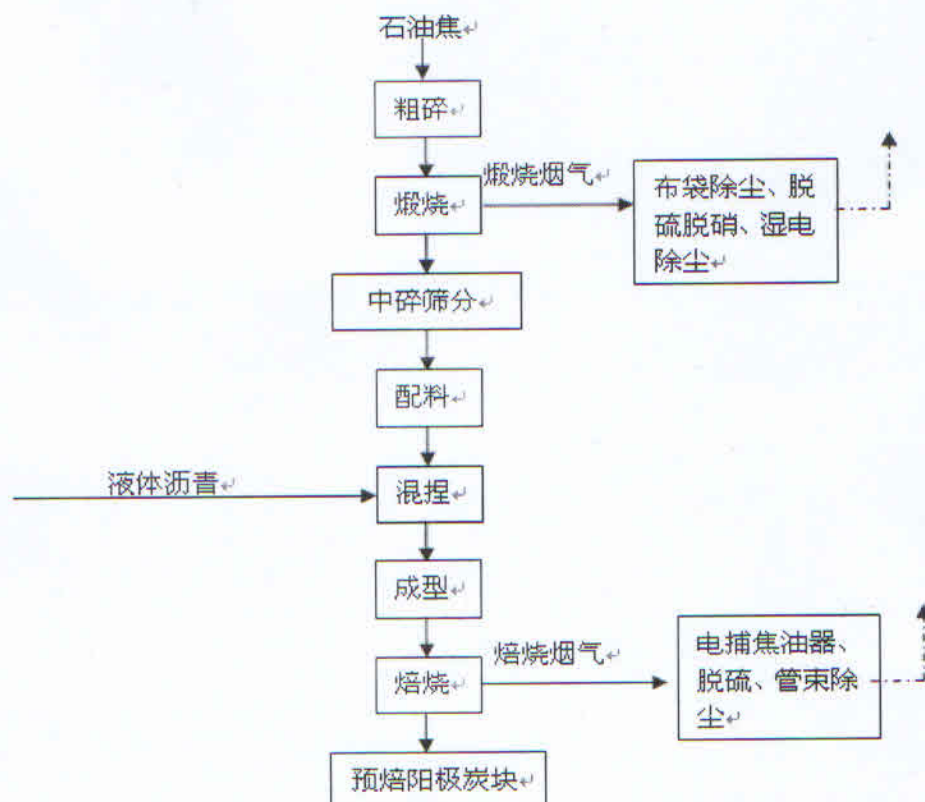 石油焦
粗碎
煅烧烟气
煅烧
布袋除尘、脱
硫脱硝、湿电
除尘
中碎筛分
配料
液体沥青
混捏
成型
焙烧烟气
焙烧
电捕焦油器、
脱硫、管束除
尘
预焙阳极炭块